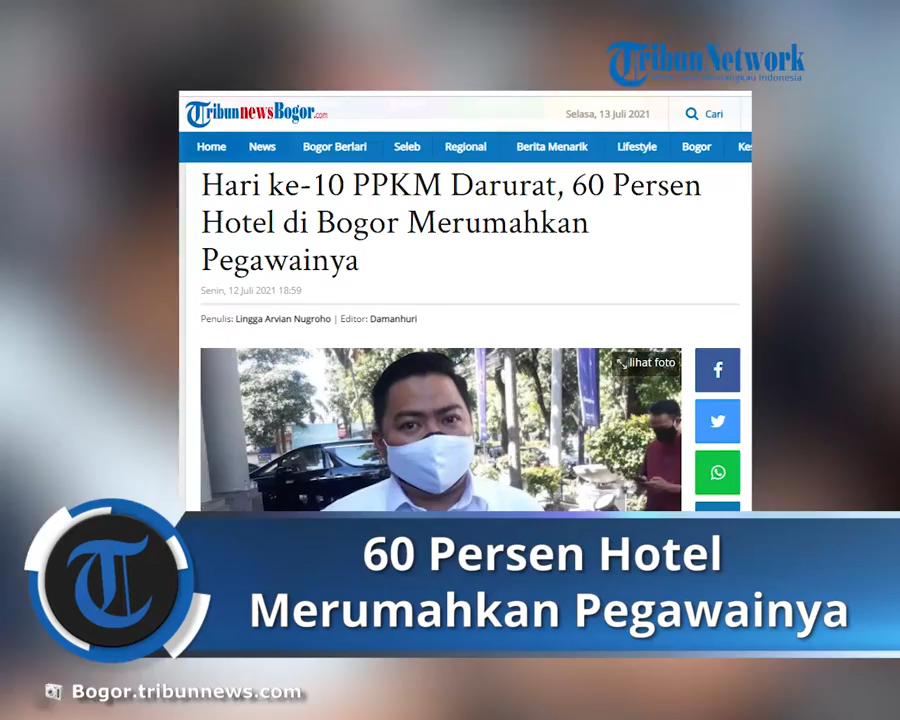 Tribun Network
TribunnewsBogor.com
Selasa, 13 Juli 2021
Cari
Home News Bogor Berlari Seleb Regional Berita Menarik Lifestyle Bogor Kes
Hari ke-10 PPKM Darurat, 60 Persen
Hotel di Bogor Merumahkan
Pegawainya
Senin, 12 Juli 2021 18:59
Penulis: Lingga Arvian Nugroho | Editor: Damanhuri
lihat foto
60 Persen Hotel
Merumahkan Pegawainya
Bogor.tribunnews.com